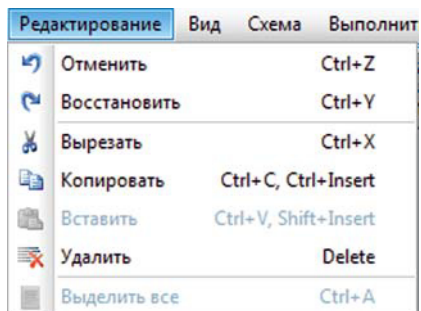 Редактирование Вид Схема Выполнит
Отменить Ctrl+Z
Восстановить Ctrl+Y
Вырезать Ctrl+X
Копировать Ctrl+C, Ctrl+Insert
Вставить Ctrl+V, Shift+Insert
Удалить Delete
Выделить все Ctrl+A